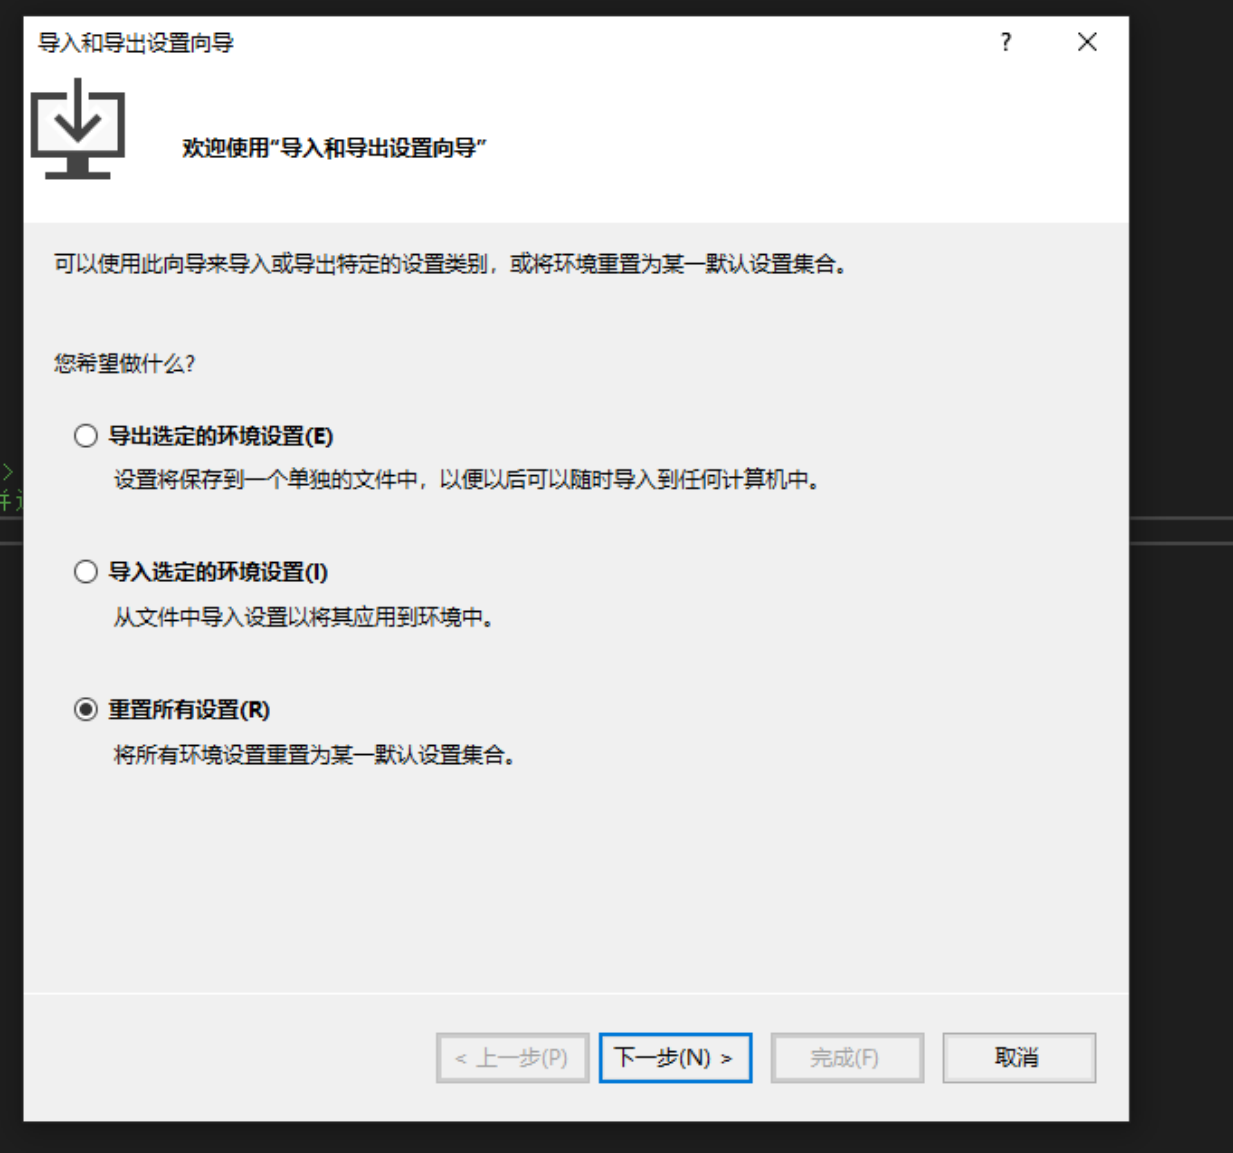 导入和导出设置向导
?
欢迎使用“导入和导出设置向导”
可以使用此向导来导入或导出特定的设置类别，或将环境重置为某一默认设置集合。
您希望做什么?
导出选定的环境设置(E)
设置将保存到一个单独的文件中，以便以后可以随时导入到任何计算机中。
>
并
导入选定的环境设置(I)
从文件中导入设置以将其应用到环境中。
重置所有设置(R)
将所有环境设置重置为某一默认设置集合。
< 上一步(P)
下一步(N) >
完成(F)
取消